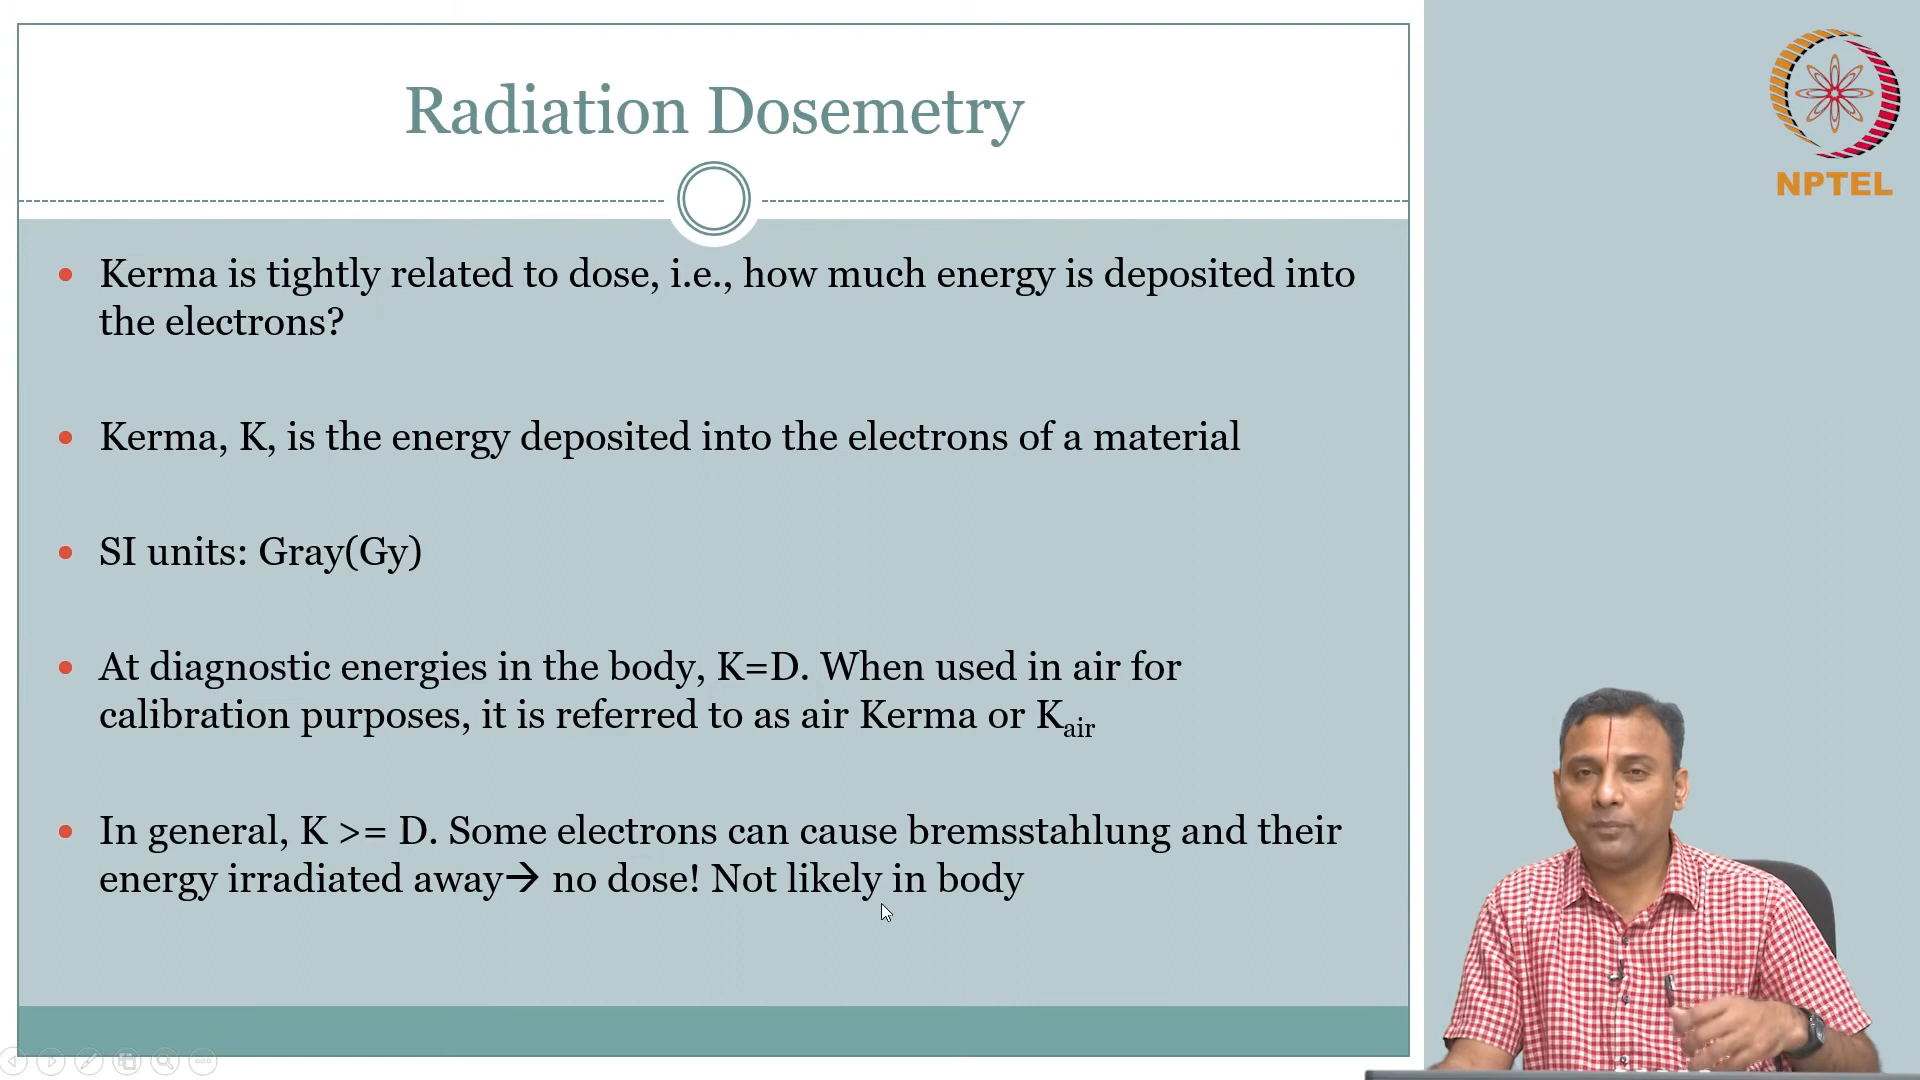 Radiation Dosemetry
NPTEL
• Kerma is tightly related to dose, i.e., how much energy is deposited into
the electrons?
• Kerma, K, is the energy deposited into the electrons of a material
• SI units: Gray(Gy)
• At diagnostic energies in the body, K=D. When used in air for
calibration purposes, it is referred to as air Kerma or Kair
• In general, K >= D. Some electrons can cause bremsstahlung and their
energy irradiated away→ no dose! Not likely in body